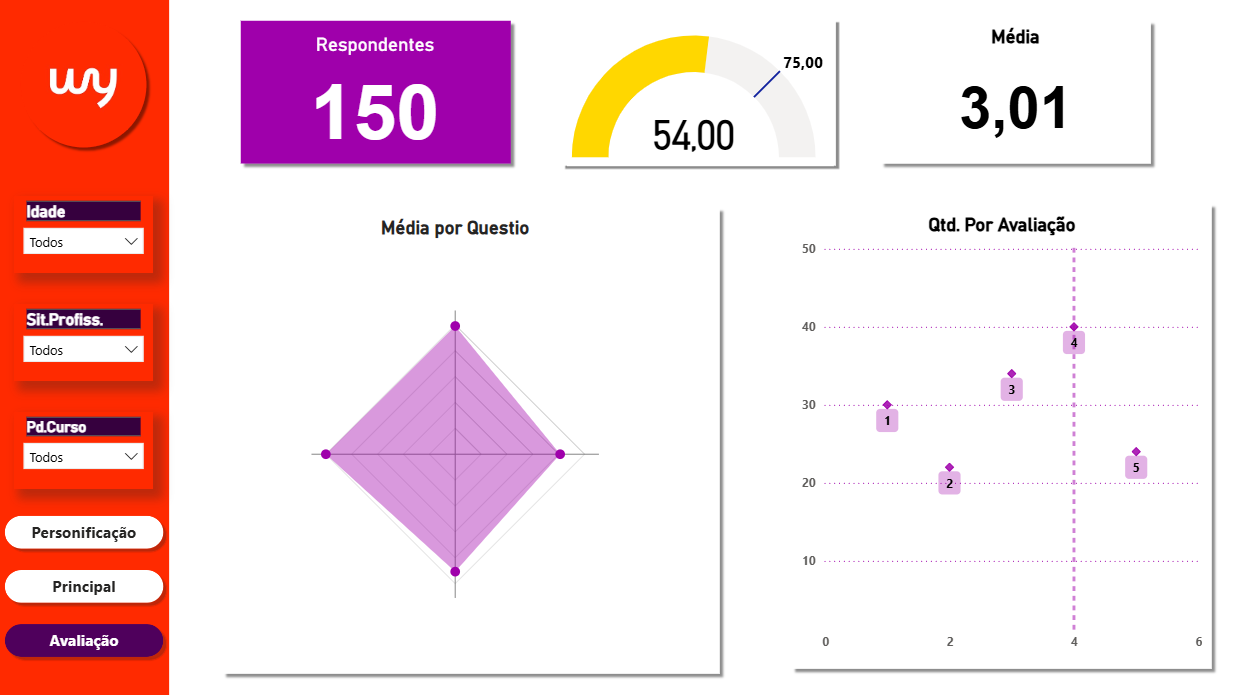 wy
Idade
Todos
Sit.Profiss.
Todos
Pd.Curso
Todos
Personificação
Principal
Avaliação
Respondentes
150
75,00
54,00
Média
3,01
Média por Questio
Qtd. Por Avaliação
50
40
30
20
10
4
3
1
5
2
0
2
4
6